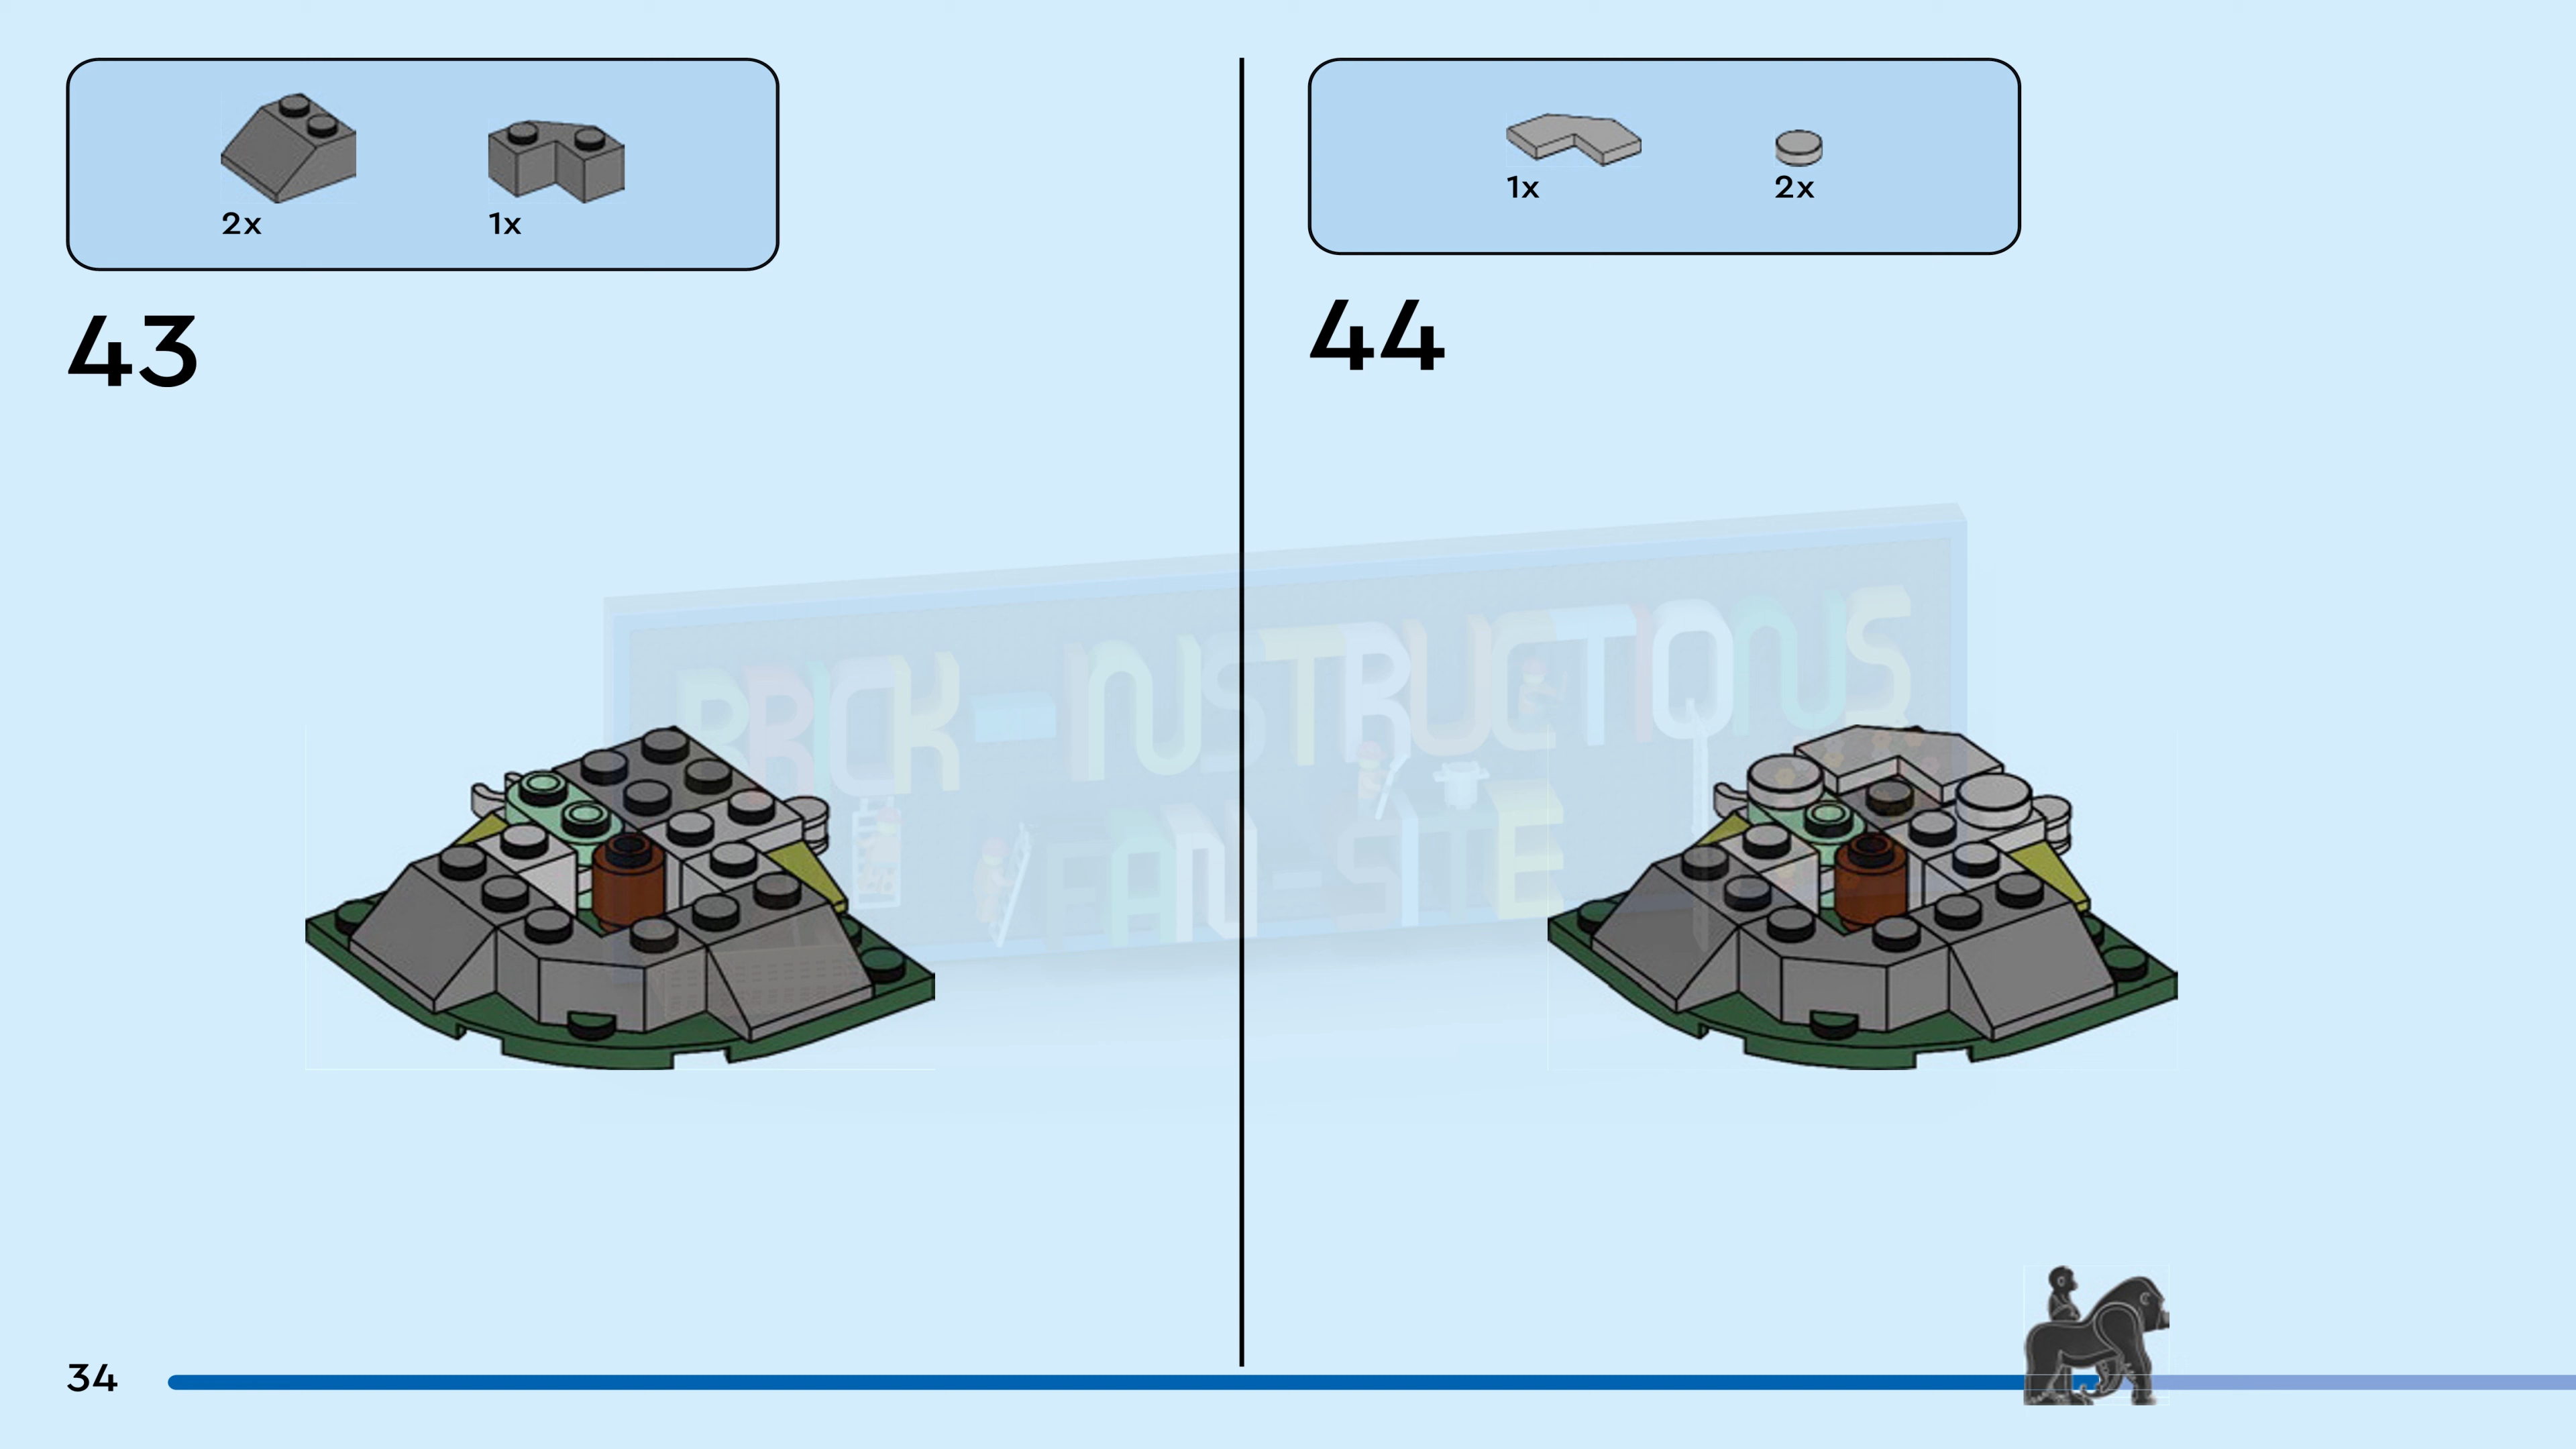 2x
1x
43
1x
2x
44
BRICK-INSTRUCTIONS
FAN-SITE
34